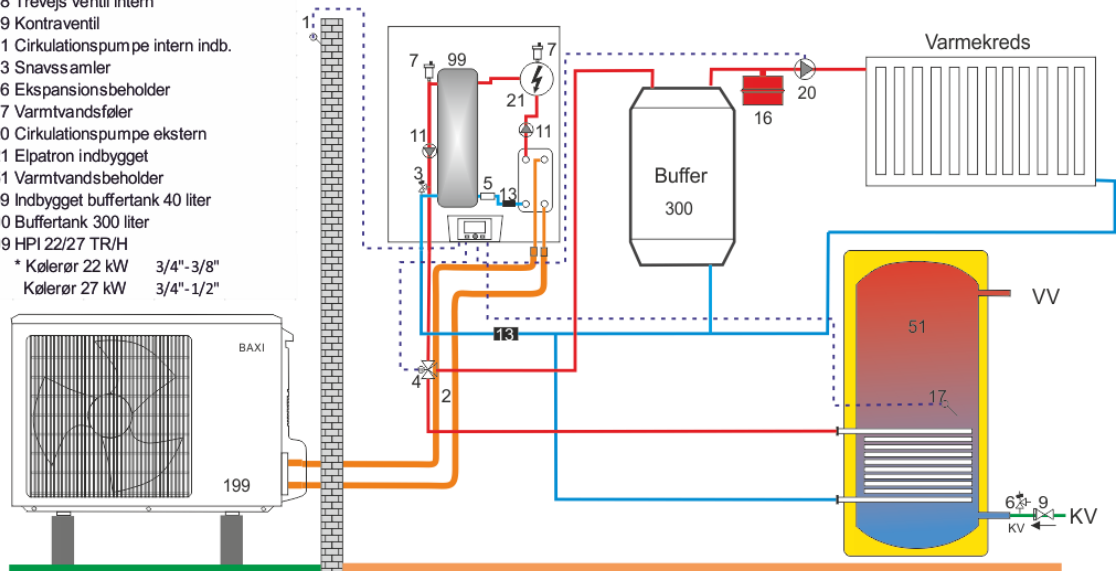 8 Trevejs ventil intern
9 Kontraventil
1 Cirkulationspumpe intern indb.
3 Snavssamler
6 Ekspansionsbeholder
7 Varmtvandsføler
0 Cirkulationspumpe ekstern
1 Elpatron indbygget
1 Varmtvandsbeholder
9 Indbygget buffertank 40 liter
0 Buffertank 300 liter
9 HPI 22/27 TR/H
* Kølerør 22 kW 3/4"-3/8"
Kølerør 27 kW 3/4"-1/2"
1
7
99
7
21
11
11
3
5
13
Varmekreds
20
16
Buffer
300
13
4
2
BAXI
199
51
VV
17
6
9
KV
KV